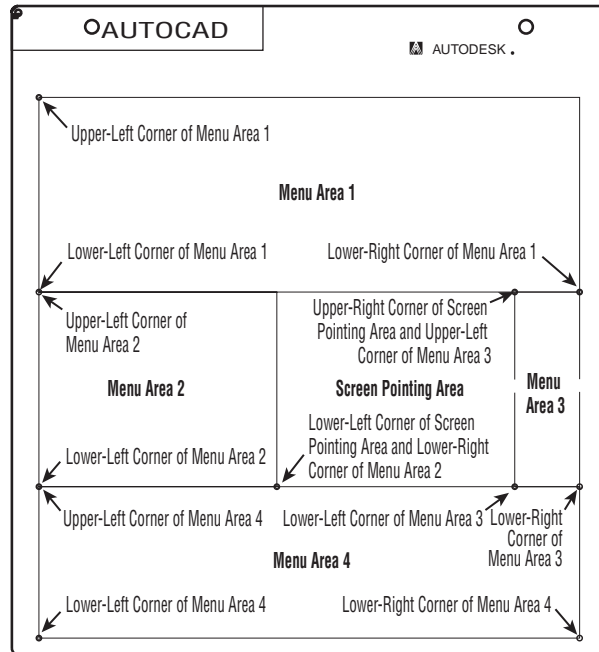 AUTOCAD
AUTODESK.
Upper-Left Corner of Menu Area 1
Menu Area 1
Lower-Left Corner of Menu Area 1
Lower-Right Corner of Menu Area 1
Upper-Left Corner of
Menu Area 2
Upper-Right Corner of Screen
Pointing Area and Upper-Left
Corner of Menu Area 3
Menu Area 2
Screen Pointing Area
Menu
Area 3
Lower-Left Corner of Screen
Pointing Area and Lower-Right
Corner of Menu Area 2
Lower-Left Corner of Menu Area 2
Upper-Left Corner of Menu Area 4
Lower-Left Corner of Menu Area 3
Lower-Right
Corner of
Menu Area 3
Menu Area 4
Lower-Left Corner of Menu Area 4
Lower-Right Corner of Menu Area 4